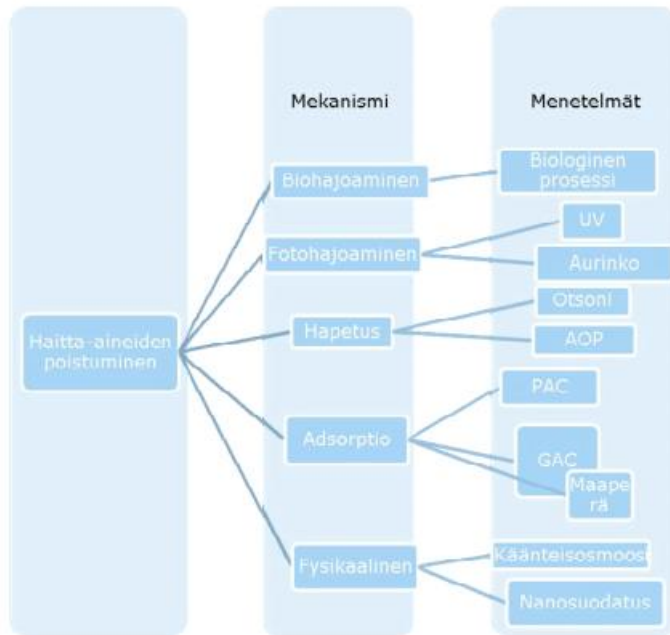 Mekanismi
Menetelmät
Biohajoaminen
Biologinen
prosessi
Fotohajoaminen
UV
Aurinko
Haitta-aineiden
poistuminen
Hapetus
Otsoni
AOP
Adsorptio
PAC
GAC
Maape
rä
Fysikaalinen
Käänteisosmoosi
Nanosuodatus